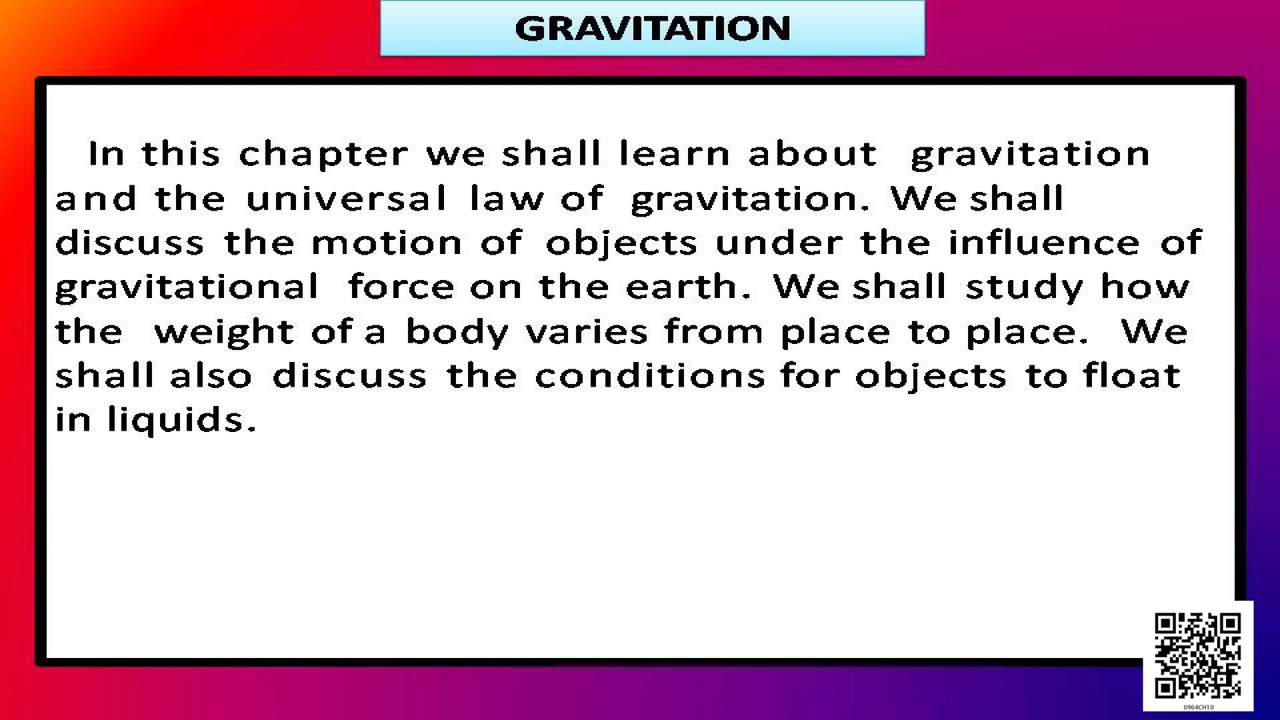 GRAVITATION
In this chapter we shall learn about gravitation
and the universal law of gravitation. We shall
discuss the motion of objects under the influence of
gravitational force on the earth. We shall study how
the weight of a body varies from place to place. We
shall also discuss the conditions for objects to float
in liquids.
0964CH10